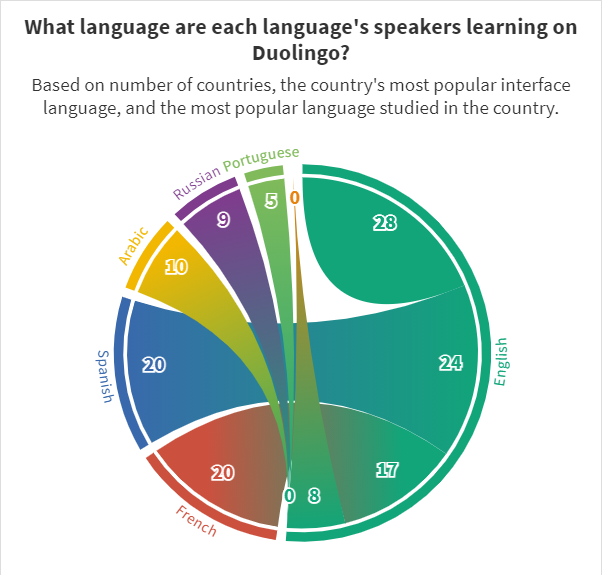 What language are each language's speakers learning on
Duolingo?
Based on number of countries, the country's most popular interface
language, and the most popular language studied in the country.
Portuguese
Russian
Arabic
Spanish
French
English
0
5
9
10
20
20
28
24
17
0
8